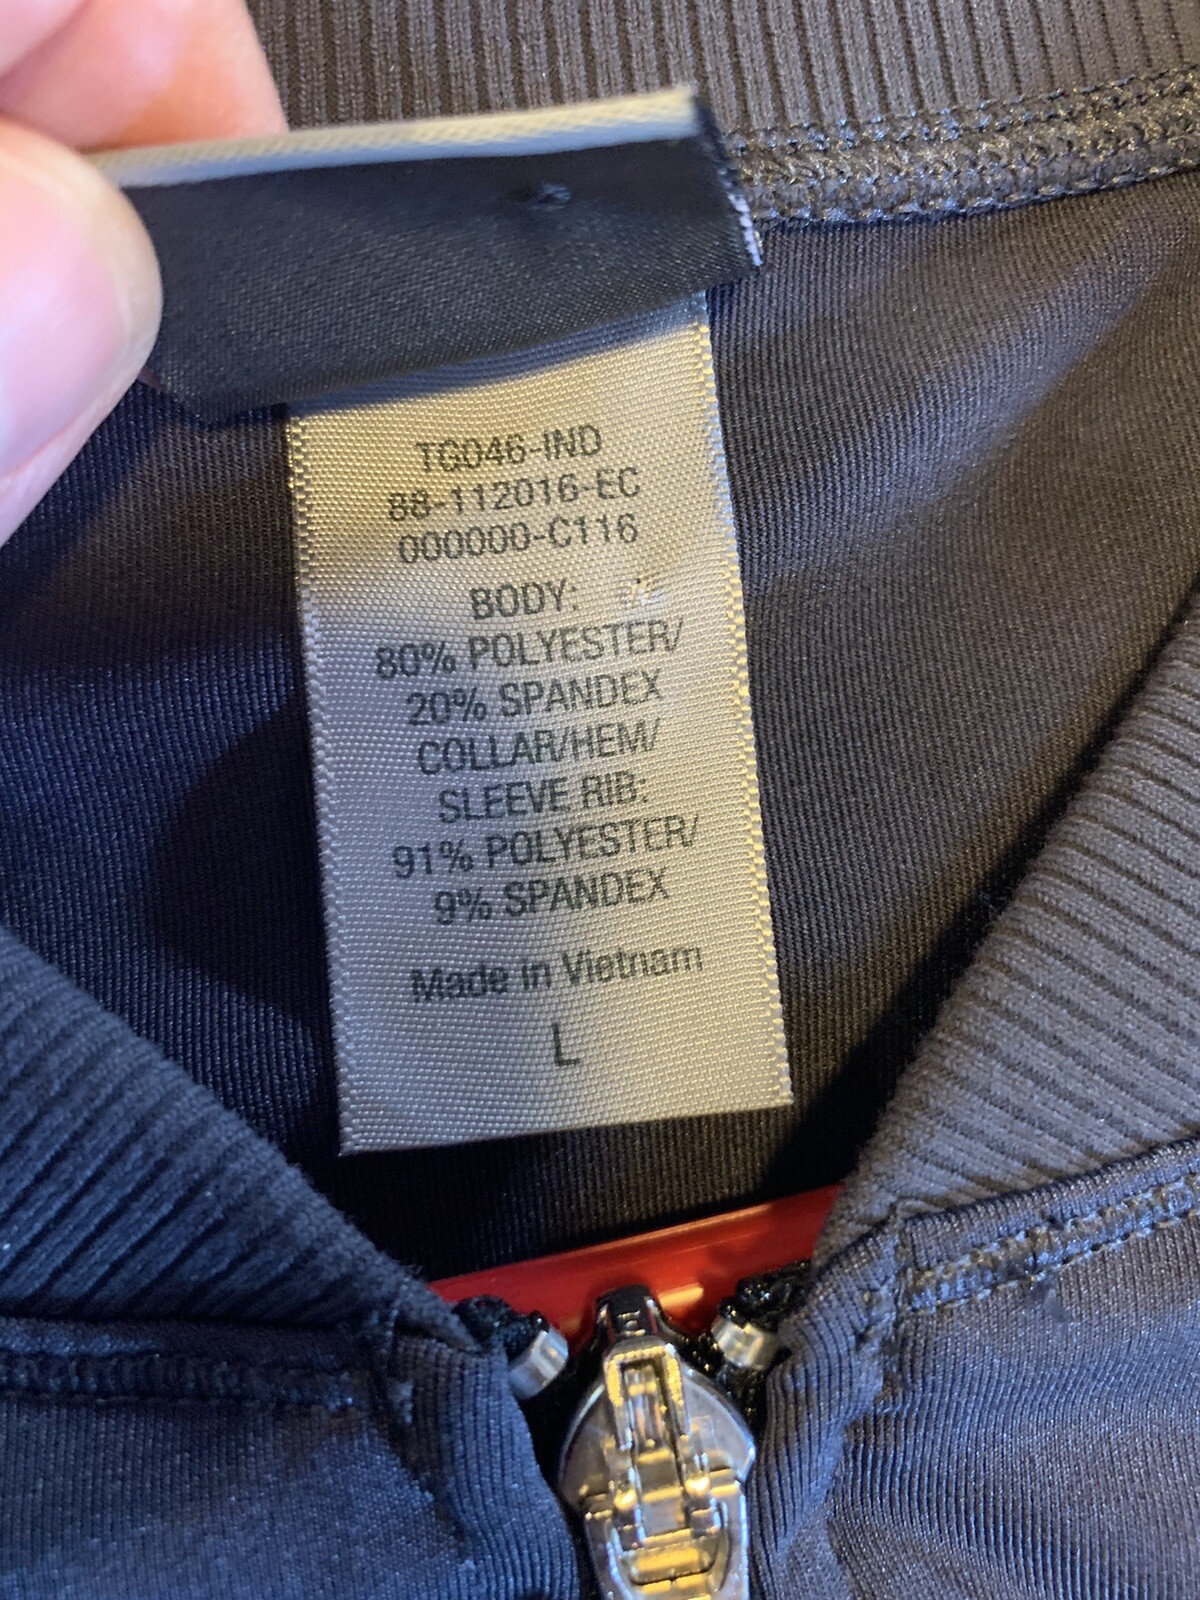 TG046-IND
88-112016-EC
000000-C116
BODY:
80% POLYESTER/
20% SPANDEX
COLLAR/HEM/
SLEEVE RIB:
91% POLYESTER/
9% SPANDEX
Made in Vietnam
L